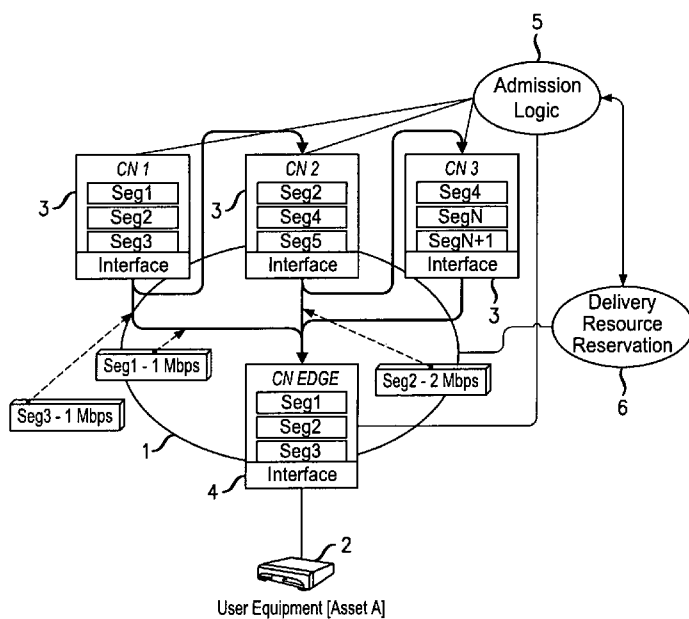 5
Admission
Logic
CN 1
Seg1
Seg2
Seg3
Interface
3
CN 2
Seg2
Seg4
Seg5
Interface
3
CN 3
Seg4
SegN
SegN+1
Interface
3
Delivery
Resource
Reservation
6
Seg1 - 1 Mbps
Seg3 - 1 Mbps
Seg2 - 2 Mbps
1
CN EDGE
Seg1
Seg2
Seg3
Interface
4
2
User Equipment [Asset A]